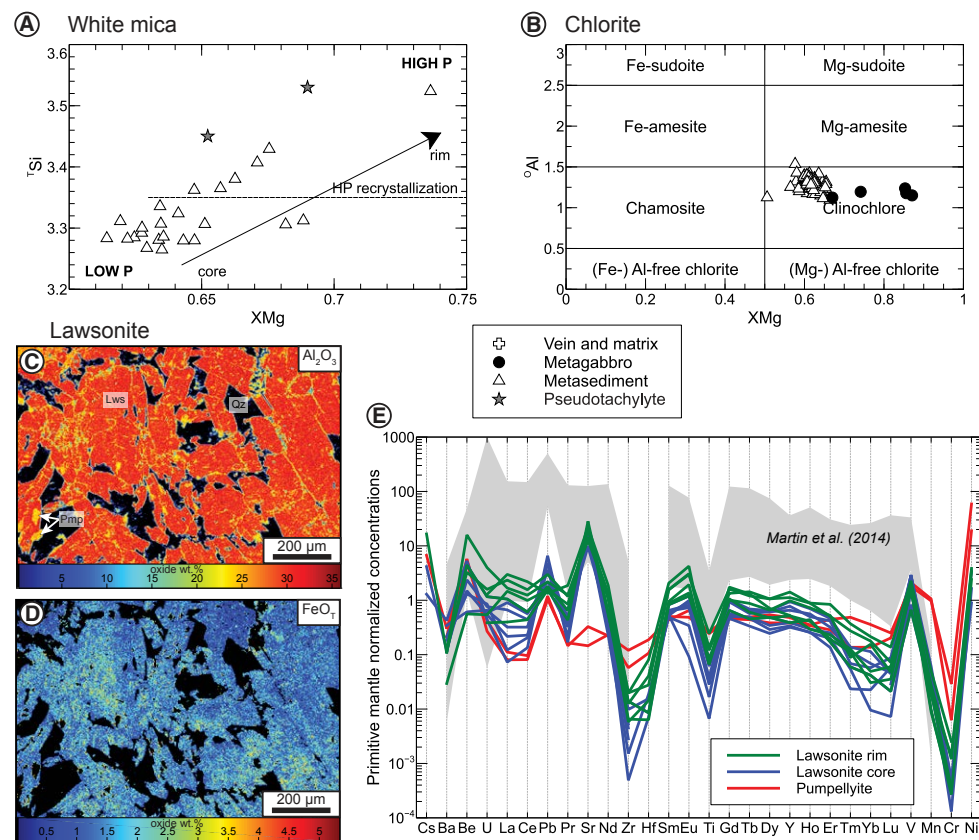 A White mica
3.6
3.5
3.4
3.3
3.2
TSi
HIGH P
rim
HP recrystallization
LOW P
core
0.65 0.7 0.75
XMg
B Chlorite
3
2.5
2
1.5
1
0.5
0
OAl
Fe-sudoite Mg-sudoite
Fe-amesite Mg-amesite
Chamosite Clinochlore
(Fe-) Al-free chlorite (Mg-) Al-free chlorite
0 0.2 0.4 0.6 0.8 1
XMg
Vein and matrix
Metagabbro
Metasediment
Pseudotachylyte
Lawsonite
C Al2O3
Lws Qz
Pmp
200 µm
oxide wt.%
5 10 15 20 25 30 35
D FeOT
200 µm
oxide wt.%
0.5 1 1.5 2 2.5 3 3.5 4 4.5 5
E
Primitive mantle normalized concentrations
1000
100
10
1
0.1
0.01
10-3
10-4
Martin et al. (2014)
Lawsonite rim
Lawsonite core
Pumpellyite
Cs Ba Be U La Ce Pb Pr Sr Nd Zr Hf Sm Eu Ti Gd Tb Dy Y Ho Er Tm Yb Lu V Mn Cr Ni